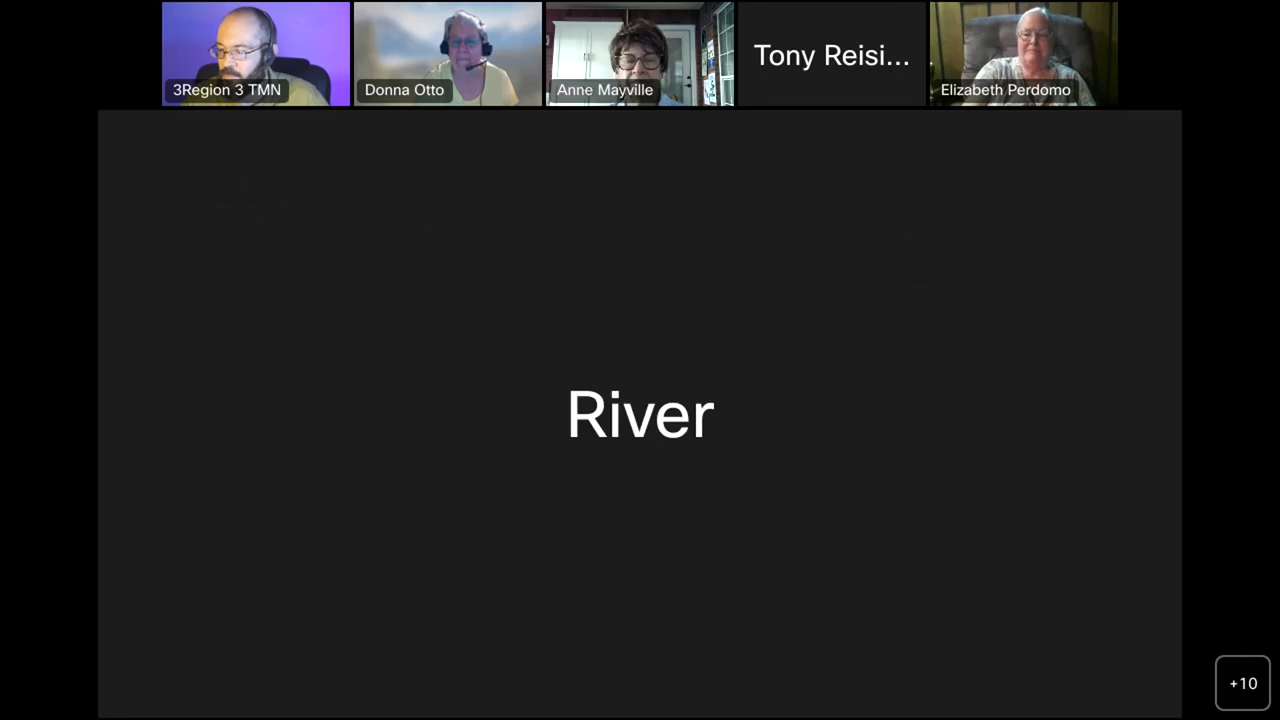 3Region 3 TMN
Donna Otto
Anne Mayville
Tony Reisi...
Elizabeth Perdomo
River
+10